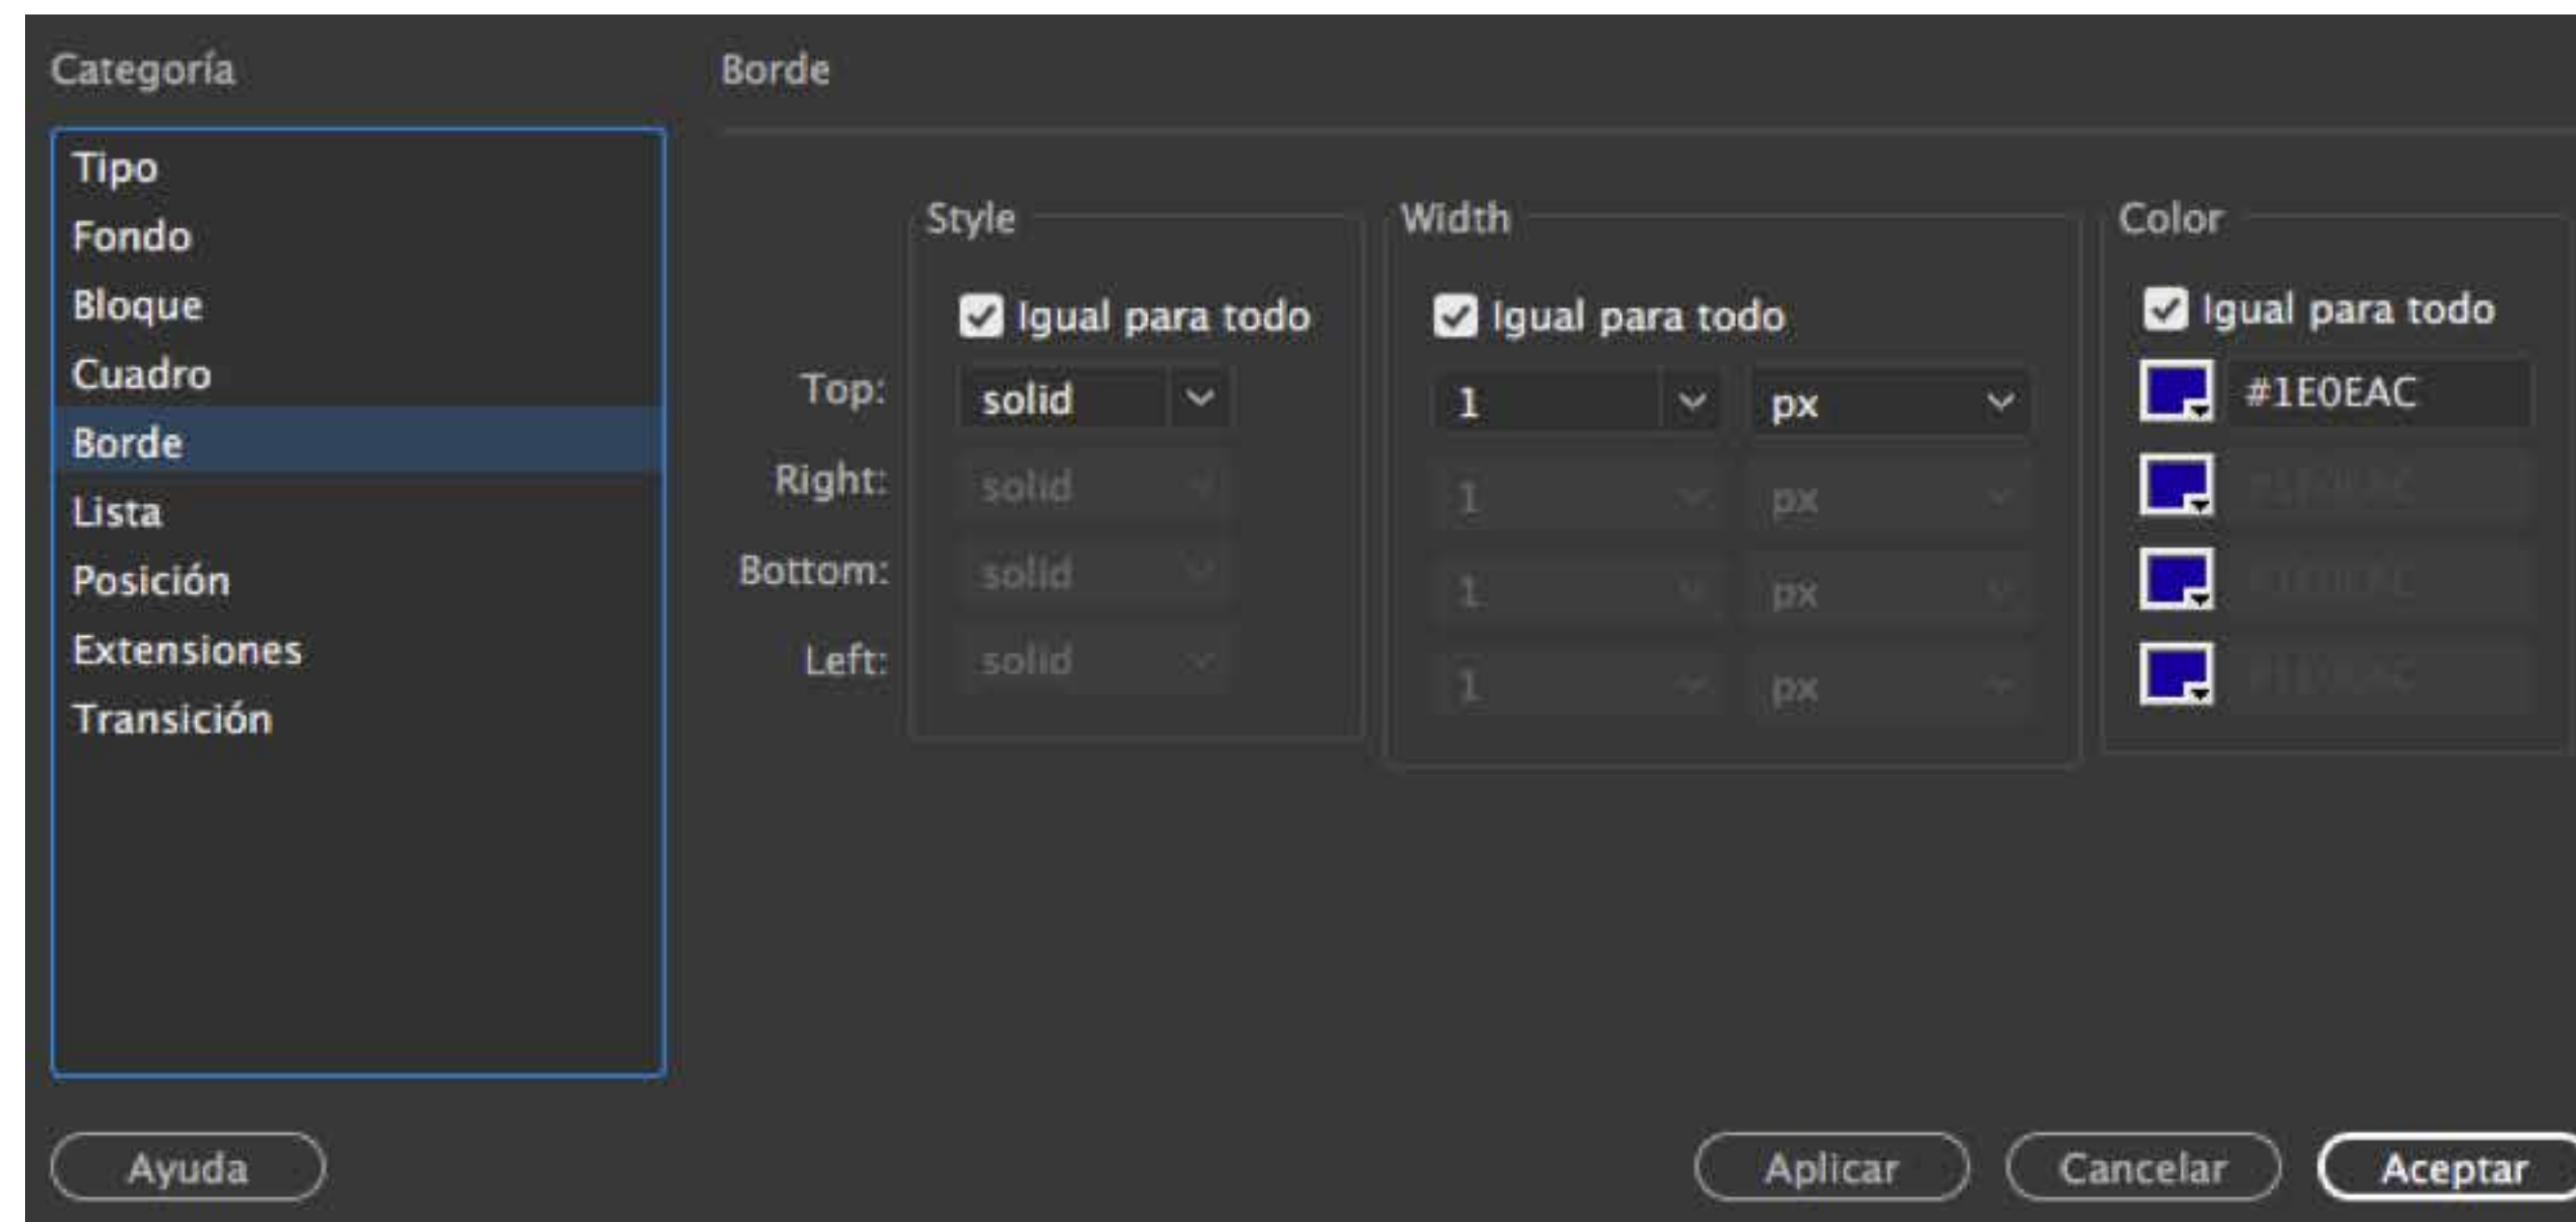 Categoría
Tipo
Fondo
Bloque
Cuadro
Borde
Lista
Posición
Extensiones
Transición
Borde
Style Width Color
Igual para todo Igual para todo Igual para todo
Top: solid 1 px #1E0EAC
Right: solid 1 px
Bottom: solid 1 px
Left: solid 1 px
Ayuda Aplicar Cancelar Aceptar